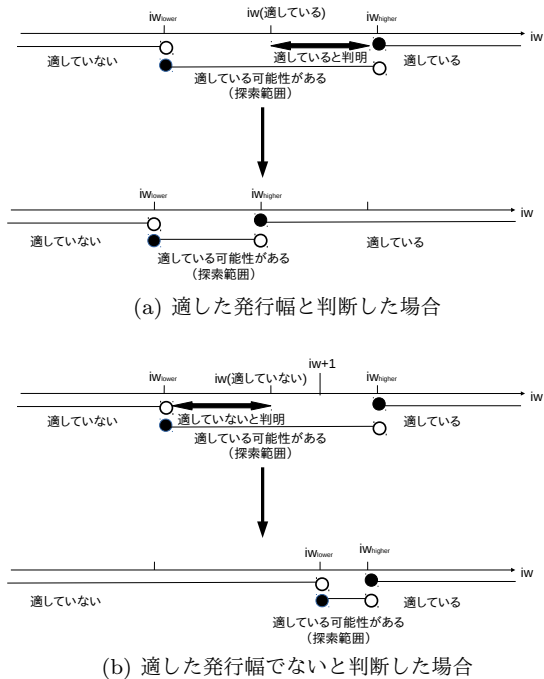 iwlower iw(適している) iwhigher
iw
適していない 適していると判明 適している
適している可能性がある
(探索範囲)
iwlower iwhigher
iw
適していない 適している可能性がある 適している
(探索範囲)
(a) 適した発行幅と判断した場合
iw+1
iwlower iw(適していない) iwhigher
iw
適していない 適していないと判明 適している
適している可能性がある
(探索範囲)
iwlower iwhigher
iw
適していない 適している
適している可能性がある
(探索範囲)
(b) 適した発行幅でないと判断した場合